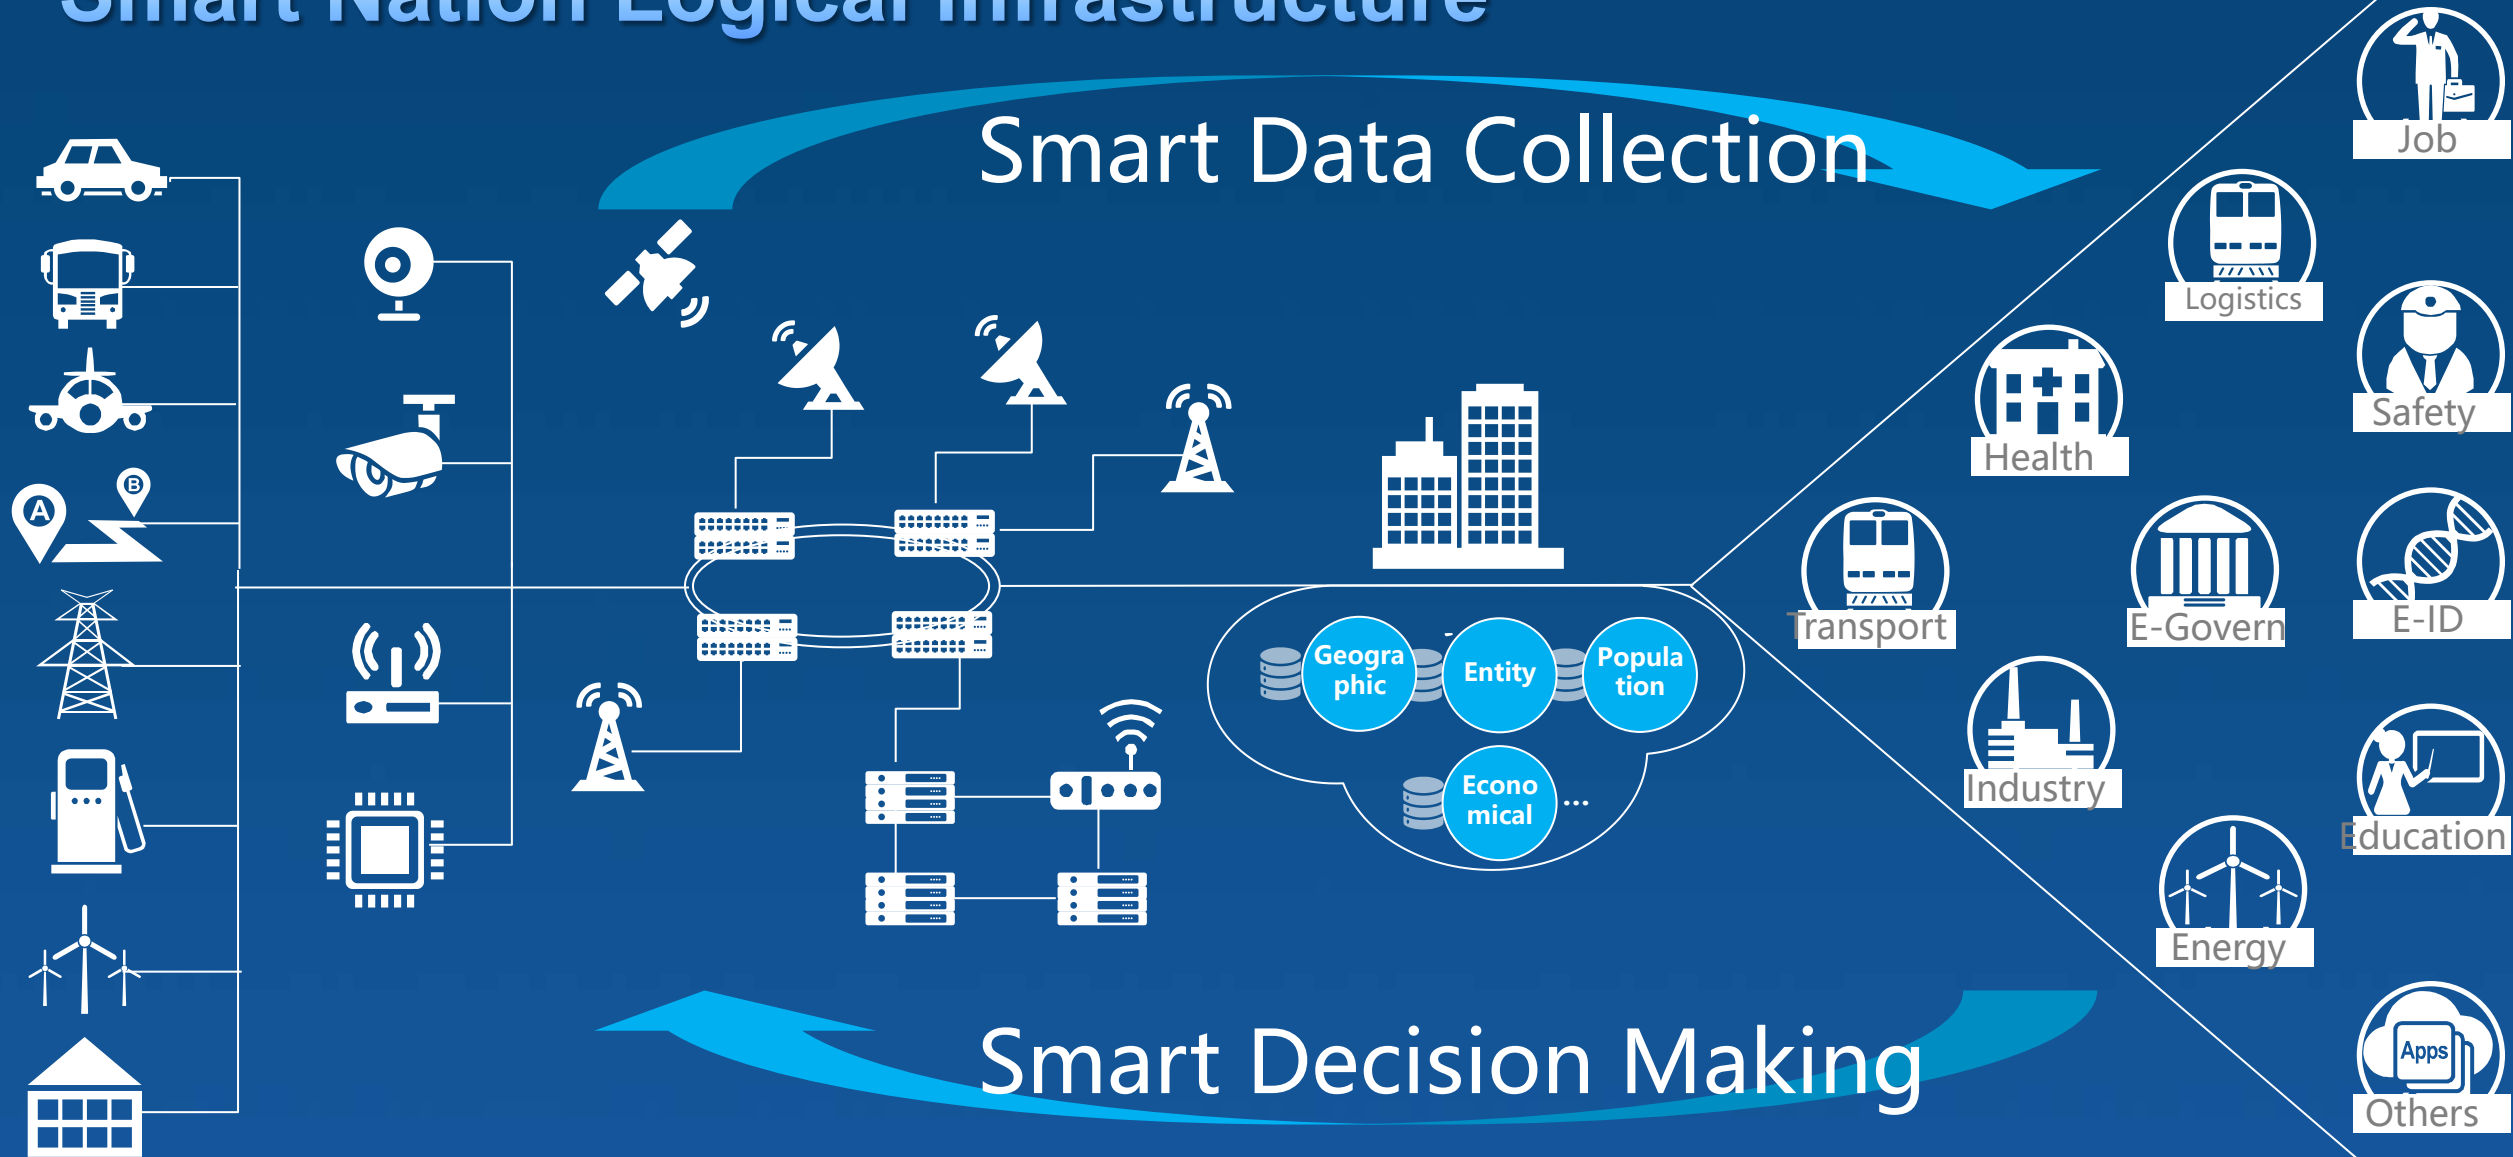 Smart Nation Logical Infrastructure
Smart Data Collection
Job
Logistics
Safety
Health
A
B
Transport
E-Govern
E-ID
Geogra
phic
Entity
Popula
tion
Econo
mical
...
Industry
Education
Energy
Smart Decision Making
Apps
Others